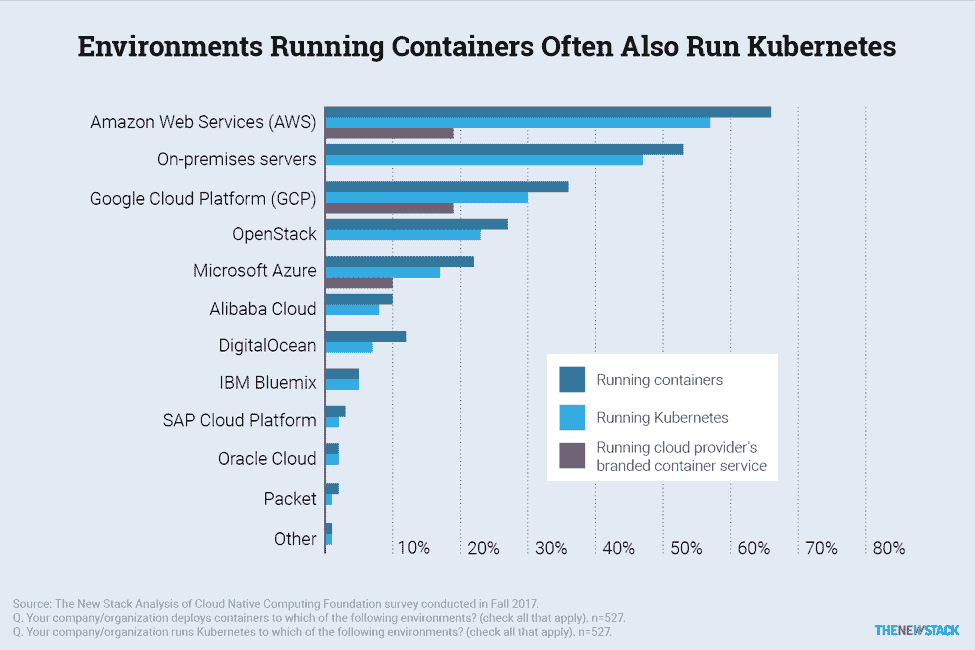 Environments Running Containers Often Also Run Kubernetes
Amazon Web Services (AWS)
On-premises servers
Google Cloud Platform (GCP)
OpenStack
Microsoft Azure
Alibaba Cloud
DigitalOcean
IBM Bluemix
SAP Cloud Platform
Oracle Cloud
Packet
Other
Running containers
Running Kubernetes
Running cloud provider's
branded container service
10% 20% 30% 40% 50% 60% 70% 80%
Source: The New Stack Analysis of Cloud Native Computing Foundation survey conducted in Fall 2017.
Q. Your company/organization deploys containers to which of the following environments? (check all that apply). n=527.
Q. Your company/organization runs Kubernetes to which of the following environments? (check all that apply). n=527.
THENEWSTACK